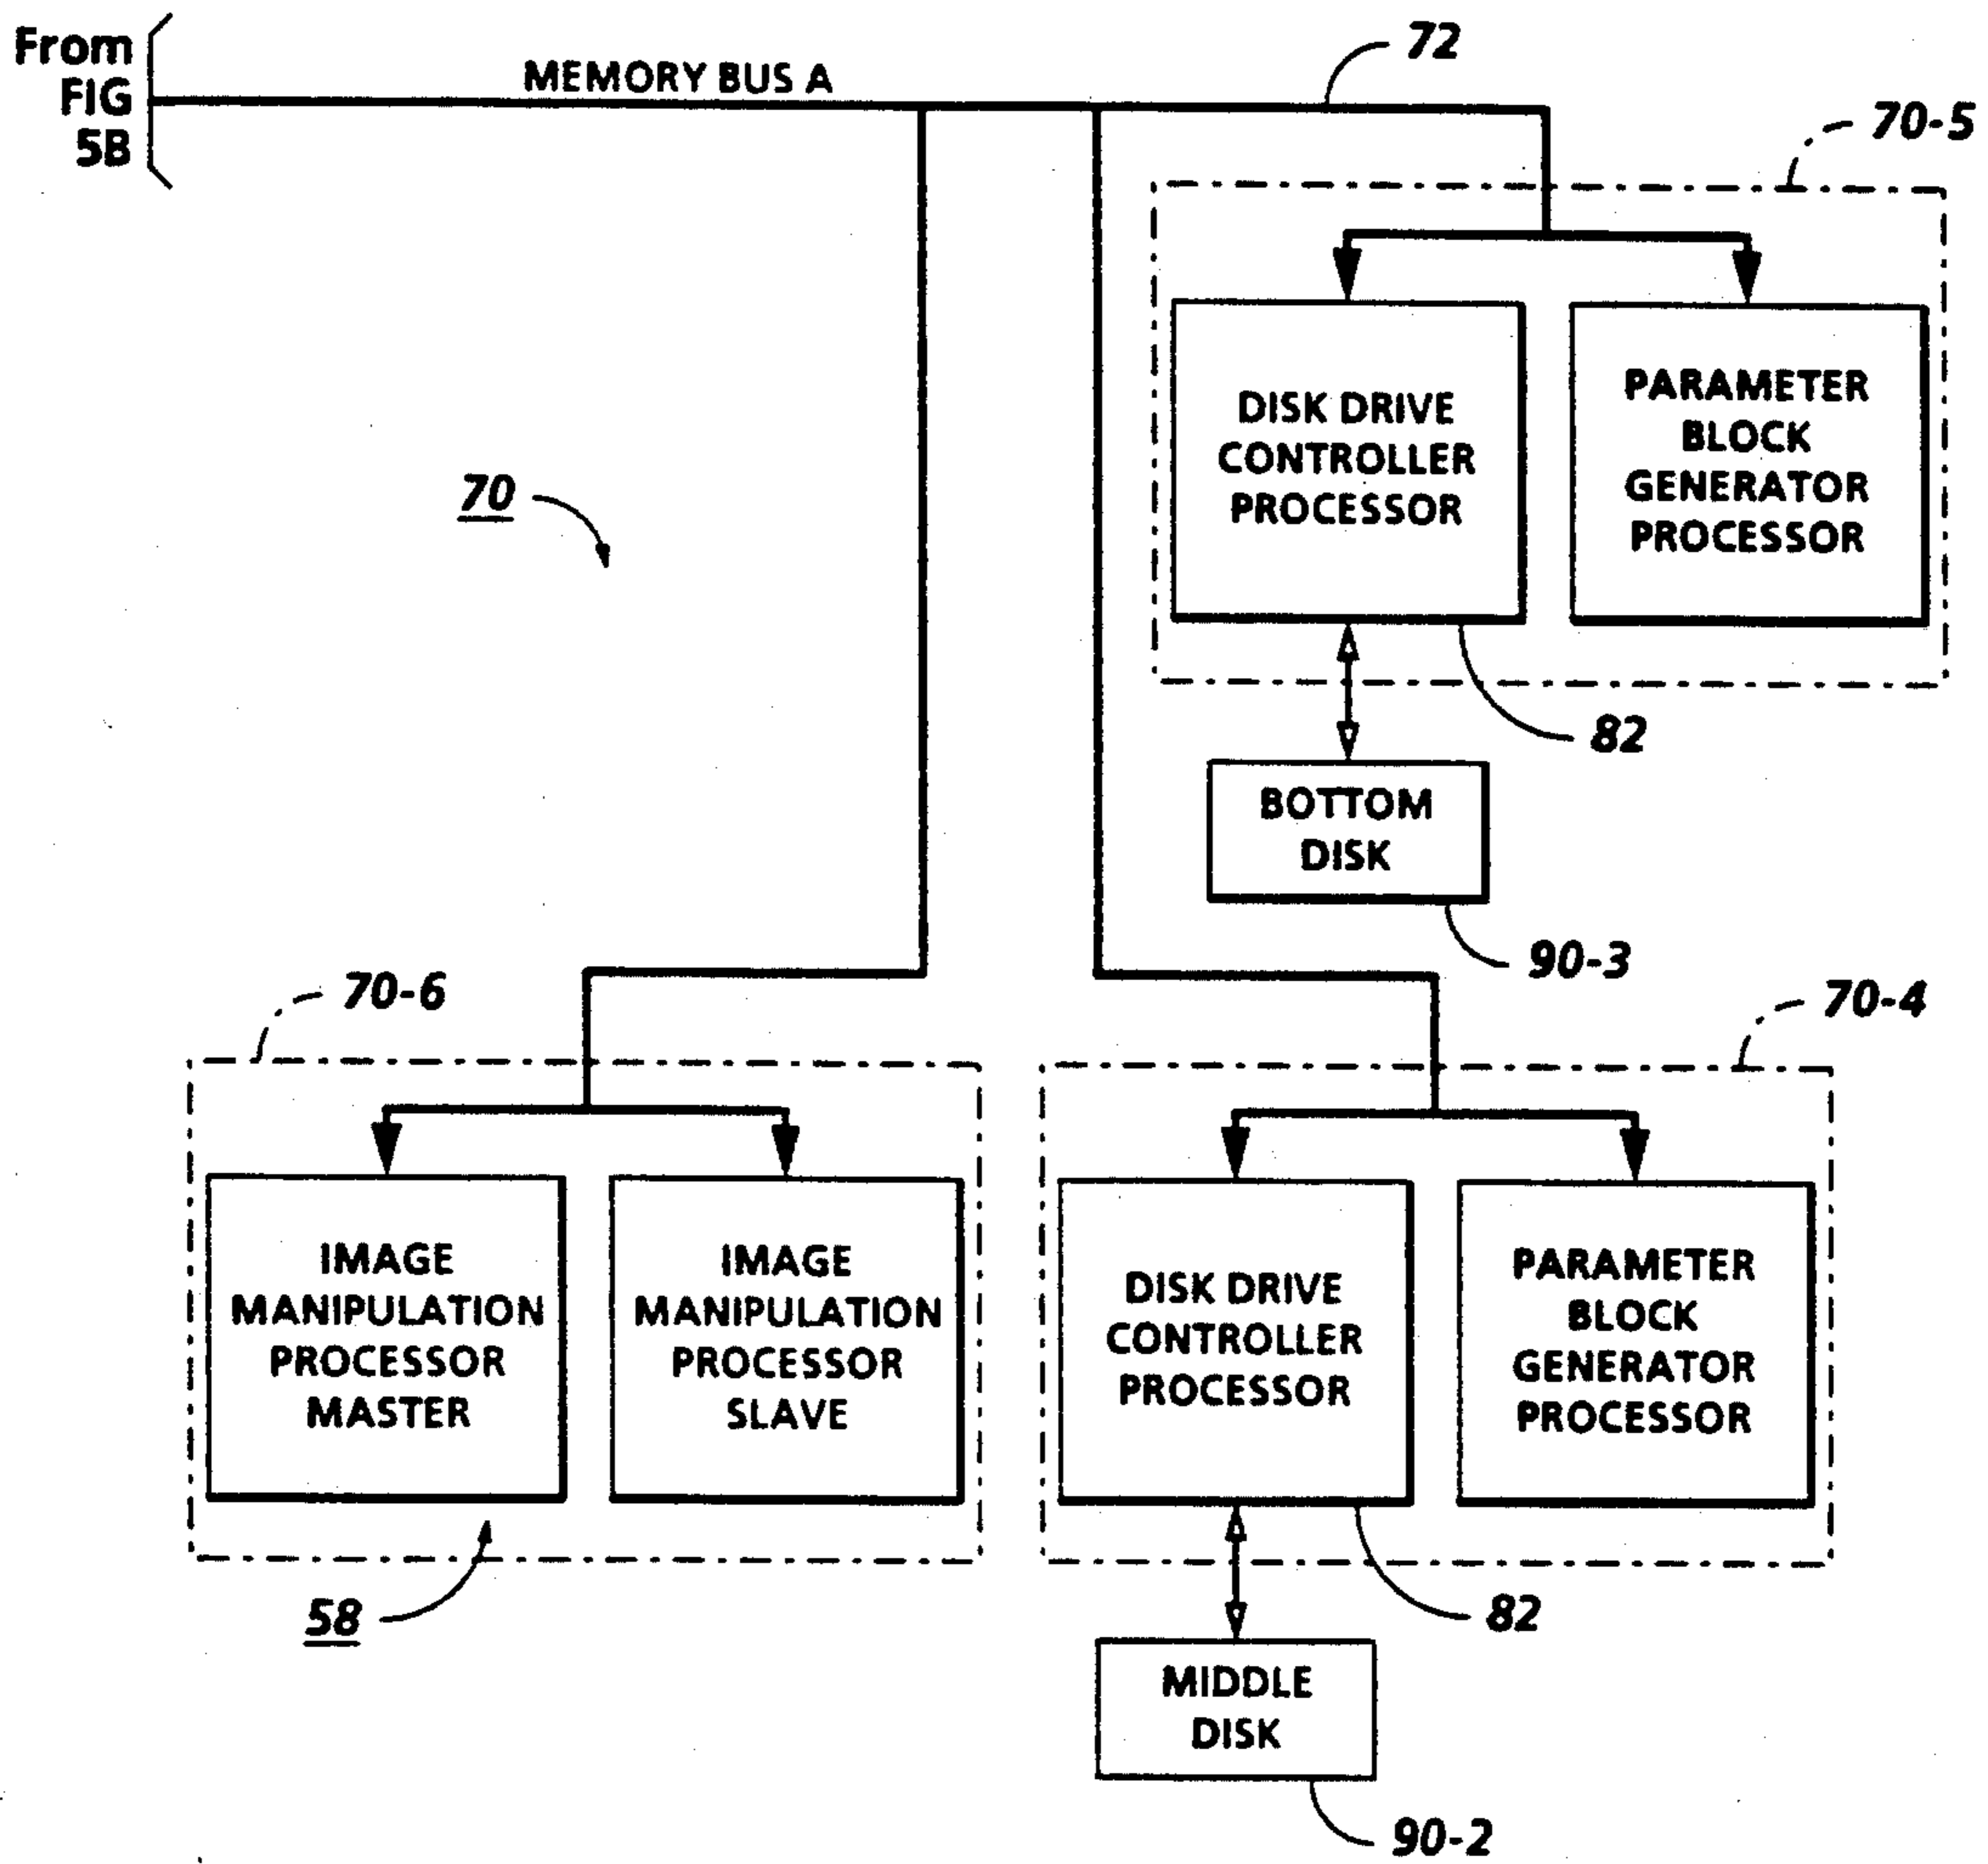 From
FIG
5B
MEMORY BUS A
72
70-5
DISK DRIVE
CONTROLLER
PROCESSOR
PARAMETER
BLOCK
GENERATOR
PROCESSOR
70
82
BOTTOM
DISK
90-3
70-6
70-4
IMAGE
MANIPULATION
PROCESSOR
MASTER
IMAGE
MANIPULATION
PROCESSOR
SLAVE
DISK DRIVE
CONTROLLER
PROCESSOR
PARAMETER
BLOCK
GENERATOR
PROCESSOR
58
82
MIDDLE
DISK
90-2